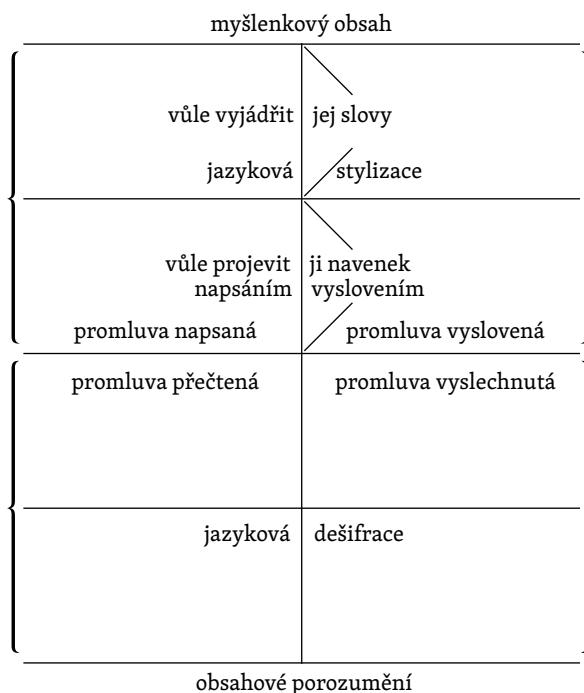 myšlenkový obsah
vůle vyjádřit jej slovy
jazyková stylizace
vůle projevit ji navenek
napsáním vyslovením
promluva napsaná promluva vyslovená
promluva přečtená promluva vyslechnutá
jazyková dešifrace
obsahové porozumění